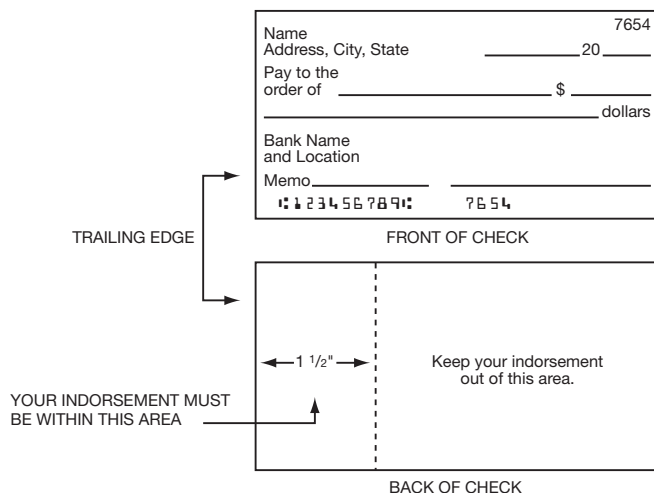 7654
Name
Address, City, State 20
Pay to the
order of $
dollars
Bank Name
and Location
Memo
⑆123456789⑆ 7654
TRAILING EDGE
FRONT OF CHECK
1 1/2"
Keep your indorsement
out of this area.
YOUR INDORSEMENT MUST
BE WITHIN THIS AREA
BACK OF CHECK